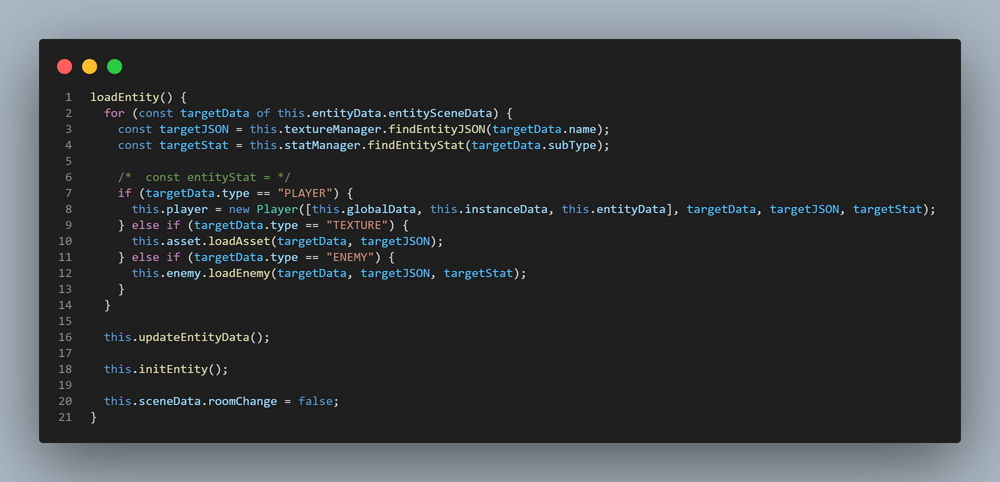 1 loadEntity() {
2   for (const targetData of this.entityData.entitySceneData) {
3     const targetJSON = this.textureManager.findEntityJSON(targetData.name);
4     const targetStat = this.statManager.findEntityStat(targetData.subType);
5
6     /*  const entityStat = */
7     if (targetData.type == "PLAYER") {
8       this.player = new Player([this.globalData, this.instanceData, this.entityData], targetData, targetJSON, targetStat);
9     } else if (targetData.type == "TEXTURE") {
10       this.asset.loadAsset(targetData, targetJSON);
11     } else if (targetData.type == "ENEMY") {
12       this.enemy.loadEnemy(targetData, targetJSON, targetStat);
13     }
14   }
15
16   this.updateEntityData();
17
18   this.initEntity();
19
20   this.sceneData.roomChange = false;
21 }